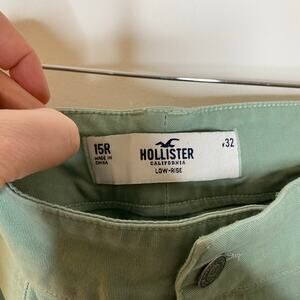 15R
MADE IN
CHINA
HOLLISTER
CALIFORNIA
LOW-RISE
32